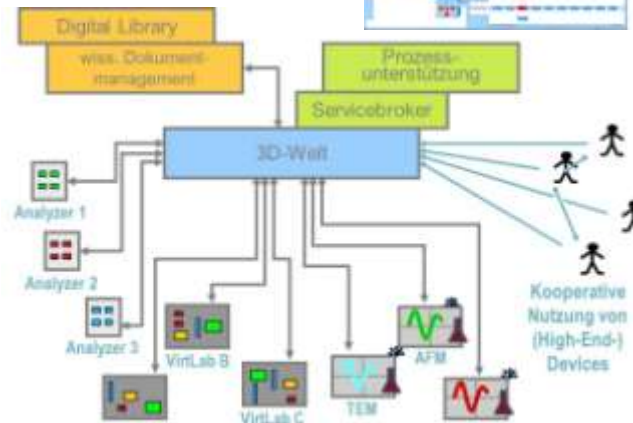 Digital Library
wiss. Dokument-
management
Prozess-
unterstützung
Servicebroker
3D-Welt
Analyzer 1
Analyzer 2
Analyzer 3
VirtLab B
VirtLab C
AFM
TEM
Kooperative
Nutzung von
(High-End-)
Devices